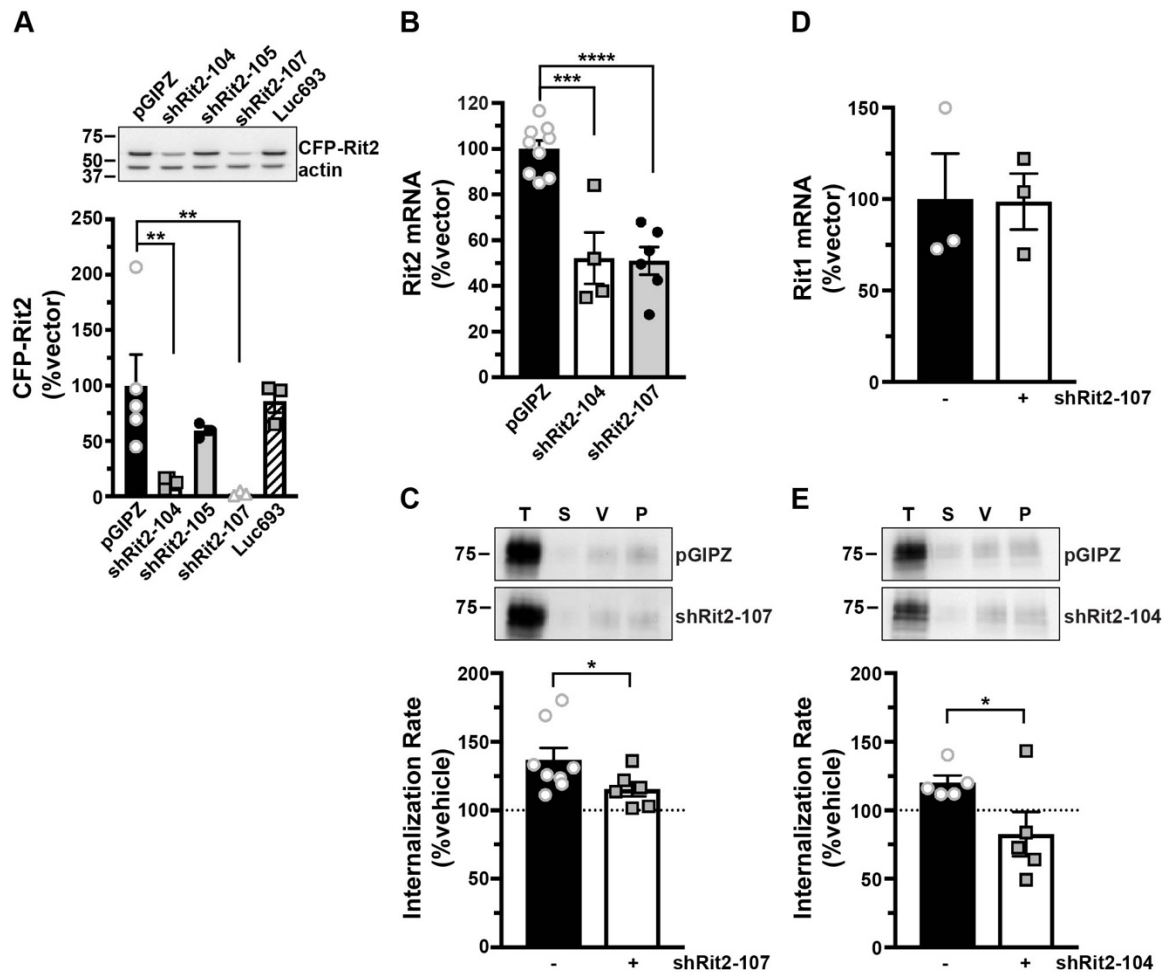 A
pGIPZ
shRit2-104
shRit2-105
shRit2-107
Luc693
75
50
37
CFP-Rit2
actin
**
**
CFP-Rit2
(%vector)
250
200
150
100
75
50
25
0
pGIPZ
shRit2-104
shRit2-105
shRit2-107
Luc693
B
****
***
Rit2 mRNA
(%vector)
120
100
80
60
40
20
0
pGIPZ
shRit2-104
shRit2-107
D
Rit1 mRNA
(%vector)
150
100
50
0
- + shRit2-107
C
T S V P
75
pGIPZ
75
shRit2-107
*
Internalization Rate
(%vehicle)
200
150
100
50
0
- + shRit2-107
E
T S V P
75
pGIPZ
75
shRit2-104
*
Internalization Rate
(%vehicle)
200
150
100
50
0
- + shRit2-104